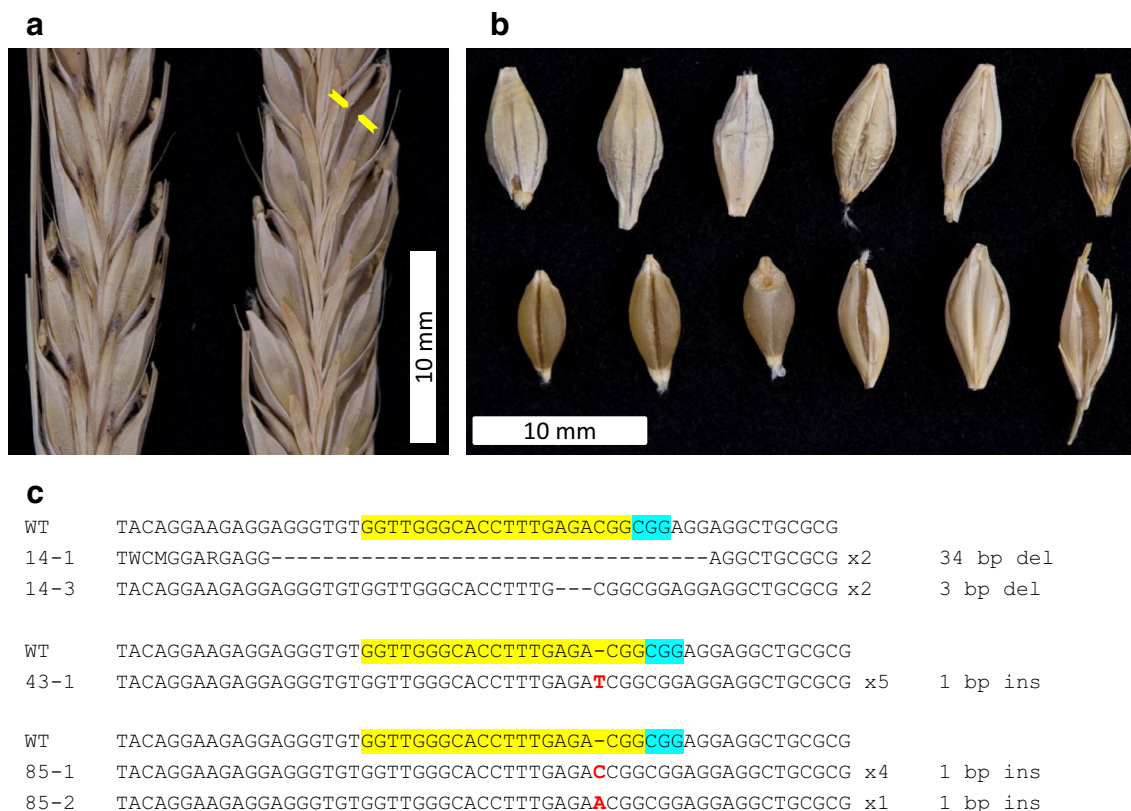 a
b
10 mm
10 mm
c
WT TACAGGAAGAGGAGGGTGTGGTTGGGCACCTTTGAGACGGCGGAGGAGGCTGCGCG
14-1 TWCMGGARGAGG----------------------------------AGGCTGCGCG x2 34 bp del
14-3 TACAGGAAGAGGAGGGTGTGGTTGGGCACCTTTG---CGGCGGAGGAGGCTGCGCG x2 3 bp del
WT TACAGGAAGAGGAGGGTGTGGTTGGGCACCTTTGAGA-CGGCGGAGGAGGCTGCGCG
43-1 TACAGGAAGAGGAGGGTGTGGTTGGGCACCTTTGAGATCGGCGGAGGAGGCTGCGCG x5 1 bp ins
WT TACAGGAAGAGGAGGGTGTGGTTGGGCACCTTTGAGA-CGGCGGAGGAGGCTGCGCG
85-1 TACAGGAAGAGGAGGGTGTGGTTGGGCACCTTTGAGACCGGCGGAGGAGGCTGCGCG x4 1 bp ins
85-2 TACAGGAAGAGGAGGGTGTGGTTGGGCACCTTTGAGAACGGCGGAGGAGGCTGCGCG x1 1 bp ins